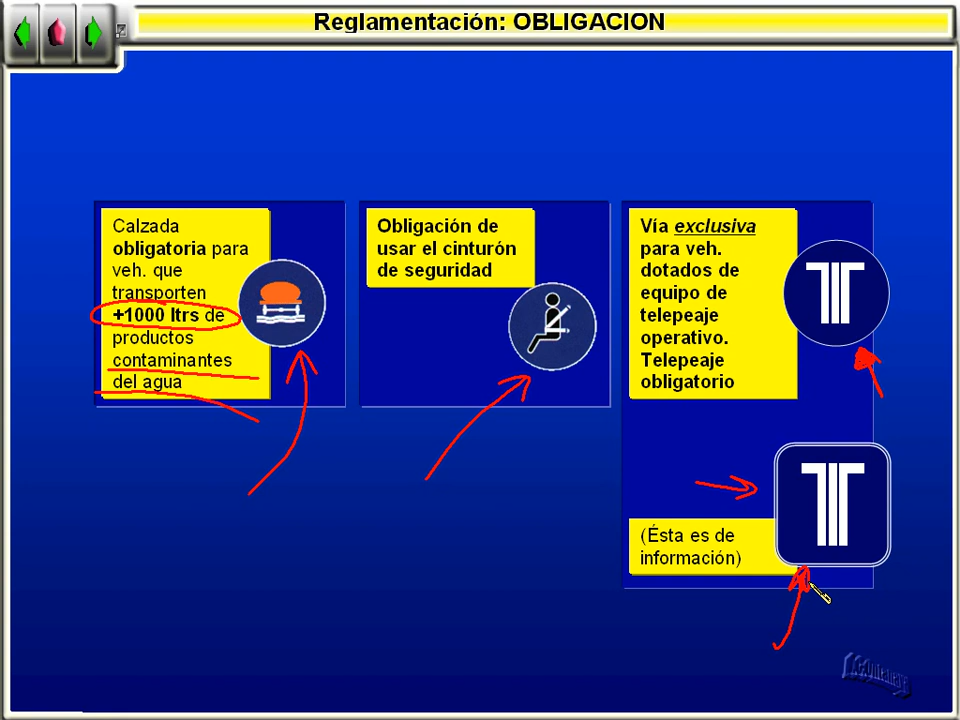 Reglamentación: OBLIGACION
Calzada
obligatoria para
veh. que
transporten
+1000 ltrs de
productos
contaminantes
del agua
Obligación de
usar el cinturón
de seguridad
Vía exclusiva
para veh.
dotados de
equipo de
telepeaje
operativo.
Telepeaje
obligatorio
T
(Ésta es de
información)
T